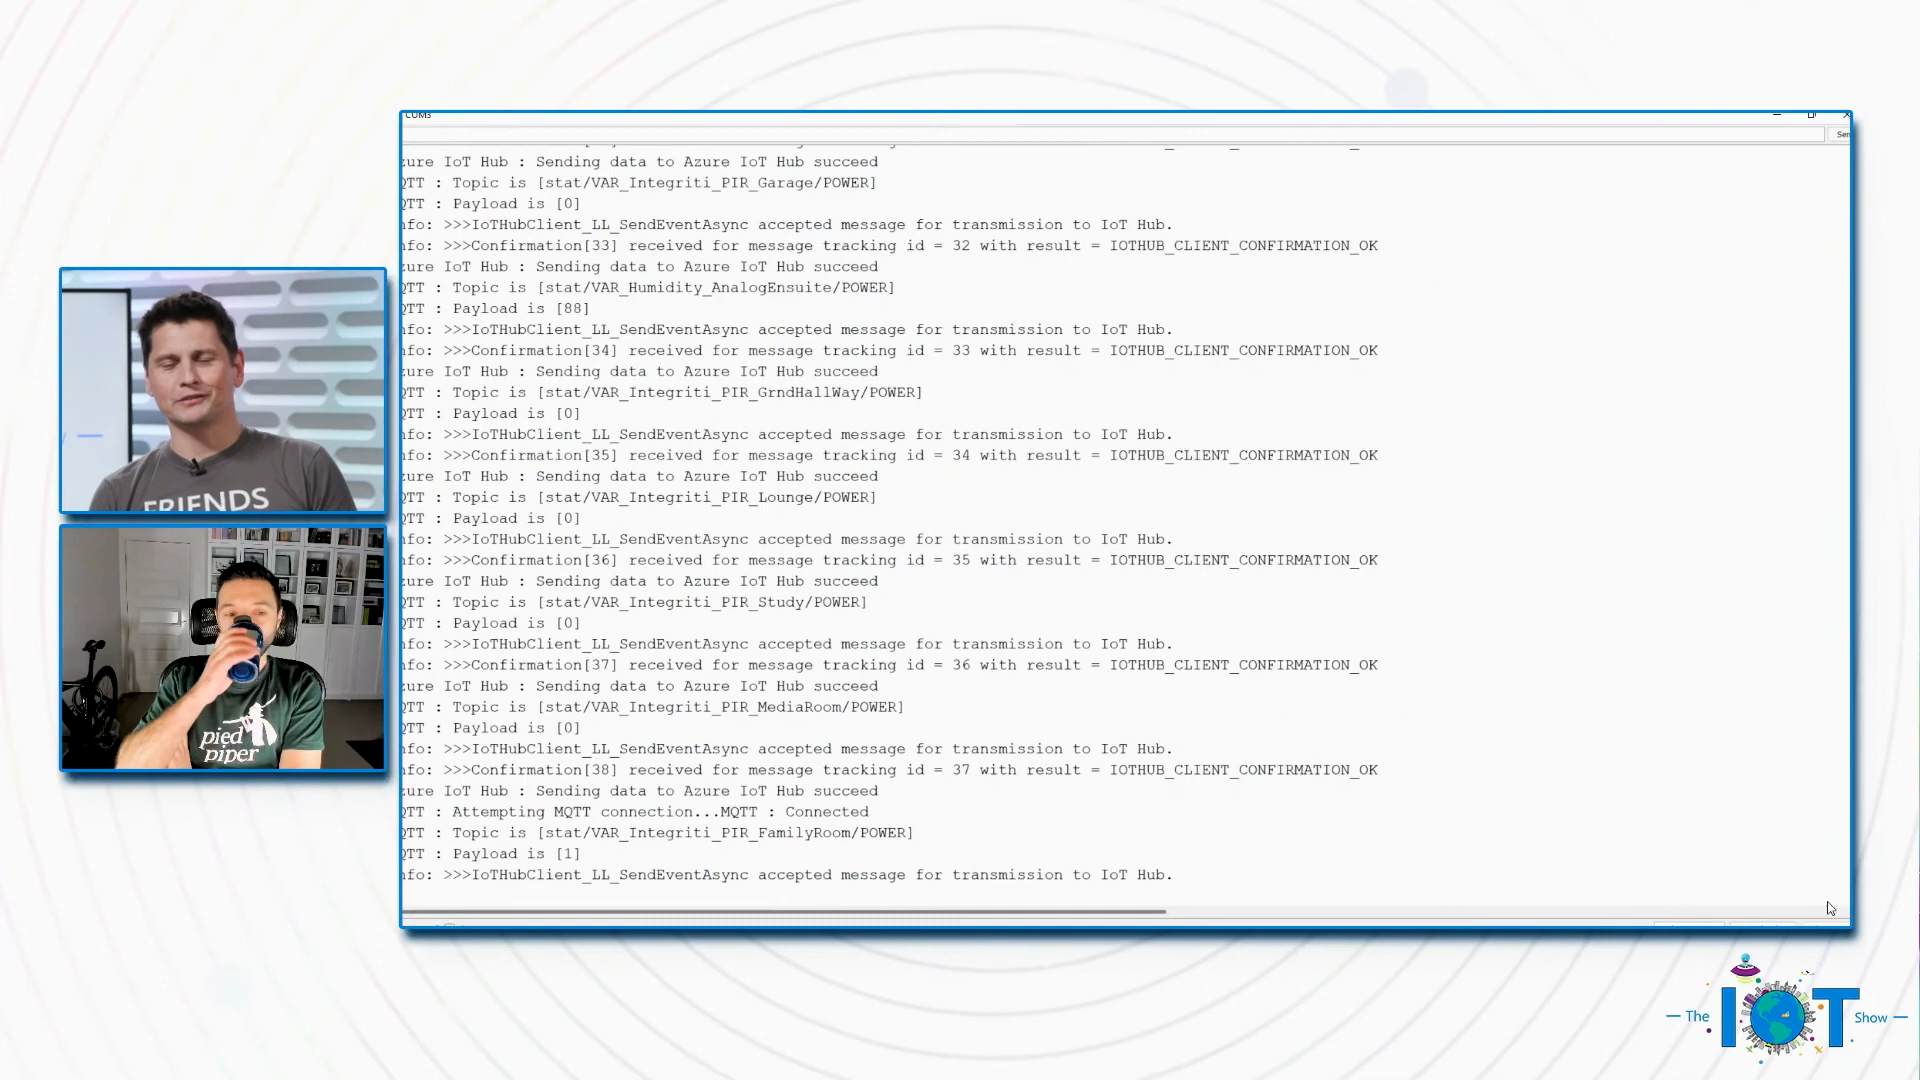 COM3
Sen
zure IoT Hub : Sending data to Azure IoT Hub succeed
QTT : Topic is [stat/VAR_Integriti_PIR_Garage/POWER]
QTT : Payload is [0]
nfo: >>>IoTHubClient_LL_SendEventAsync accepted message for transmission to IoT Hub.
nfo: >>>Confirmation[33] received for message tracking id = 32 with result = IOTHUB_CLIENT_CONFIRMATION_OK
zure IoT Hub : Sending data to Azure IoT Hub succeed
QTT : Topic is [stat/VAR_Humidity_AnalogEnsuite/POWER]
QTT : Payload is [88]
nfo: >>>IoTHubClient_LL_SendEventAsync accepted message for transmission to IoT Hub.
nfo: >>>Confirmation[34] received for message tracking id = 33 with result = IOTHUB_CLIENT_CONFIRMATION_OK
zure IoT Hub : Sending data to Azure IoT Hub succeed
QTT : Topic is [stat/VAR_Integriti_PIR_GrndHallWay/POWER]
QTT : Payload is [0]
nfo: >>>IoTHubClient_LL_SendEventAsync accepted message for transmission to IoT Hub.
nfo: >>>Confirmation[35] received for message tracking id = 34 with result = IOTHUB_CLIENT_CONFIRMATION_OK
zure IoT Hub : Sending data to Azure IoT Hub succeed
QTT : Topic is [stat/VAR_Integriti_PIR_Lounge/POWER]
QTT : Payload is [0]
nfo: >>>IoTHubClient_LL_SendEventAsync accepted message for transmission to IoT Hub.
nfo: >>>Confirmation[36] received for message tracking id = 35 with result = IOTHUB_CLIENT_CONFIRMATION_OK
zure IoT Hub : Sending data to Azure IoT Hub succeed
QTT : Topic is [stat/VAR_Integriti_PIR_Study/POWER]
QTT : Payload is [0]
nfo: >>>IoTHubClient_LL_SendEventAsync accepted message for transmission to IoT Hub.
nfo: >>>Confirmation[37] received for message tracking id = 36 with result = IOTHUB_CLIENT_CONFIRMATION_OK
zure IoT Hub : Sending data to Azure IoT Hub succeed
QTT : Topic is [stat/VAR_Integriti_PIR_MediaRoom/POWER]
QTT : Payload is [0]
nfo: >>>IoTHubClient_LL_SendEventAsync accepted message for transmission to IoT Hub.
nfo: >>>Confirmation[38] received for message tracking id = 37 with result = IOTHUB_CLIENT_CONFIRMATION_OK
zure IoT Hub : Sending data to Azure IoT Hub succeed
QTT : Attempting MQTT connection...MQTT : Connected
QTT : Topic is [stat/VAR_Integriti_PIR_FamilyRoom/POWER]
QTT : Payload is [1]
nfo: >>>IoTHubClient_LL_SendEventAsync accepted message for transmission to IoT Hub.
FRIENDS
pied
piper
The IOT Show